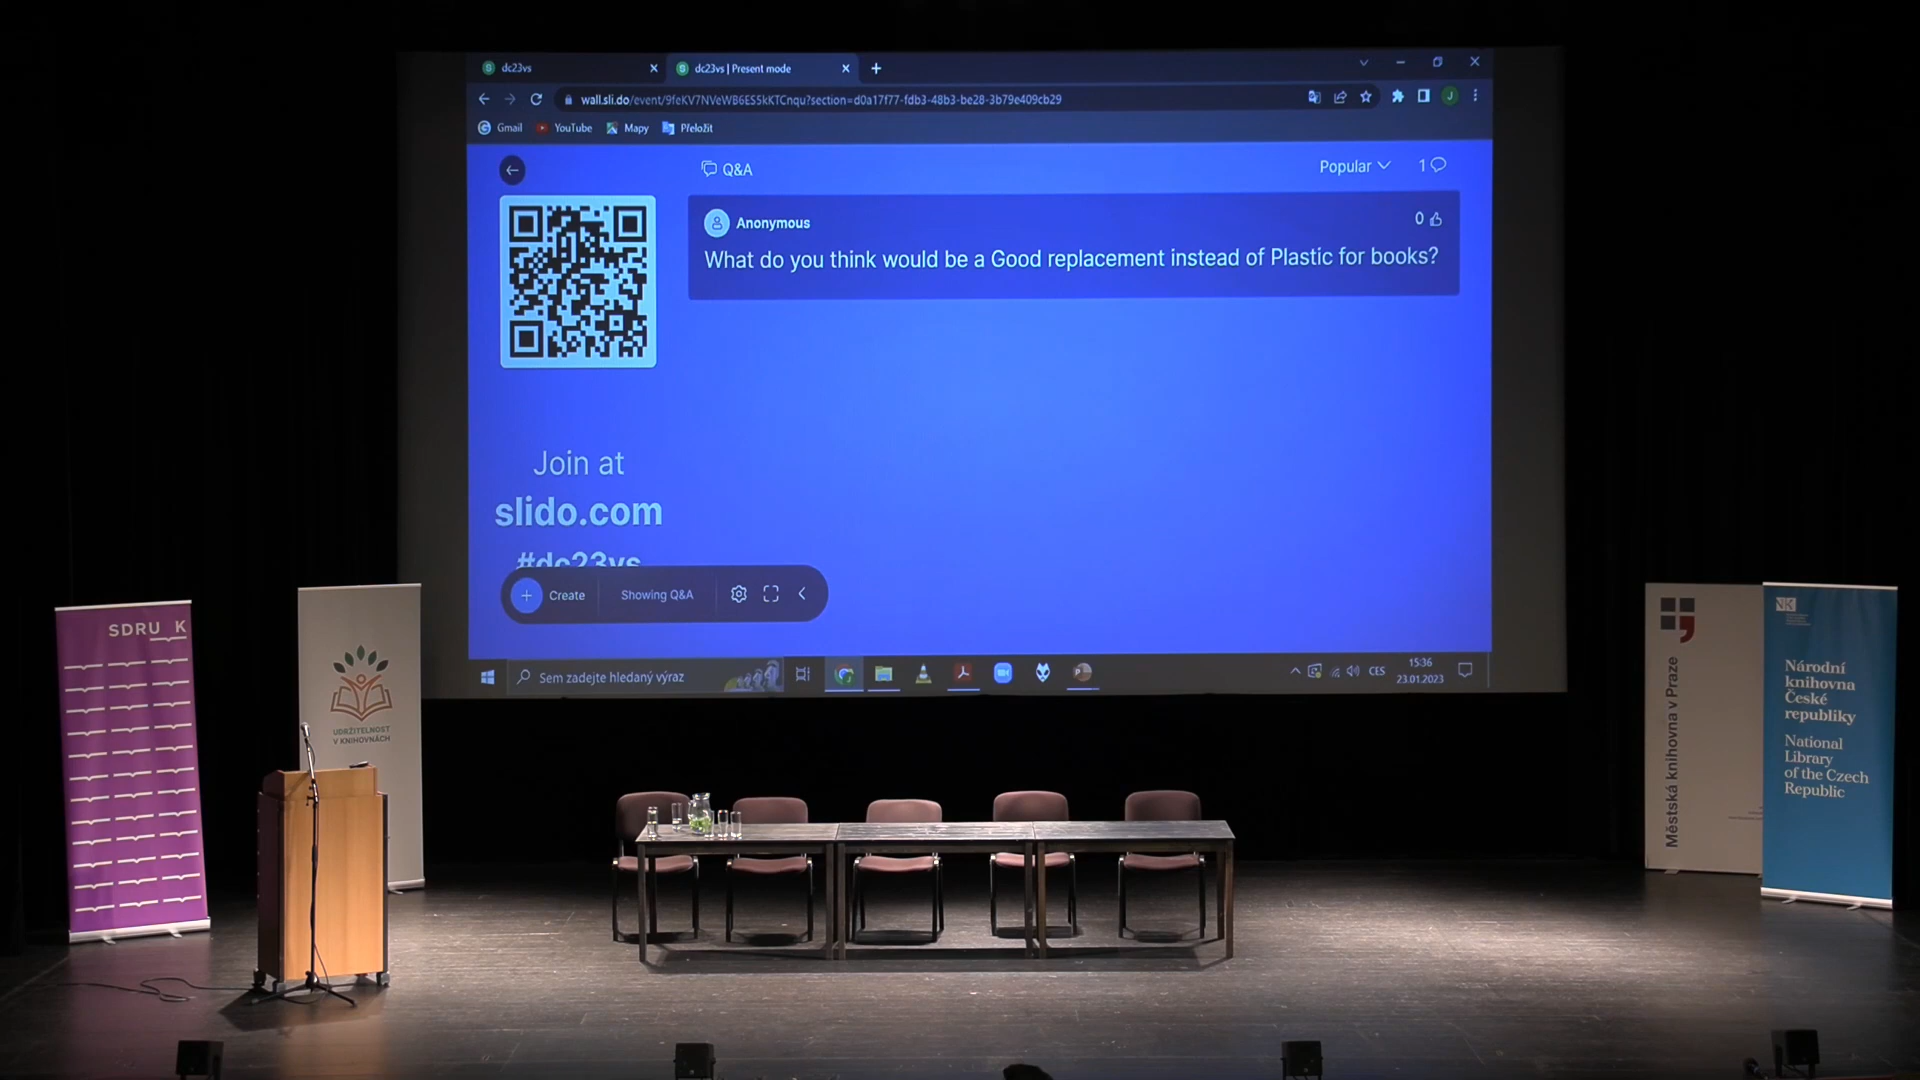 dc23vs
dc23vs | Present mode
wall.sli.do/event/9feKV7NVeWB6ES5kKTCnqu?section=d0a17f77-fdb3-48b3-be28-3b79e409cb29
J
Gmail
YouTube
Mapy
Přeložit
Q&A
Popular
1
Anonymous
0
What do you think would be a Good replacement instead of Plastic for books?
Join at
slido.com
#dc23vs
Create
Showing Q&A
Sem zadejte hledaný výraz
CES
15:36
23.01.2023
SDRU_K
UDRŽITELNOST
V KNIHOVNÁCH
Městská knihovna v Praze
Národní
knihovna
České
republiky
National
Library
of the Czech
Republic